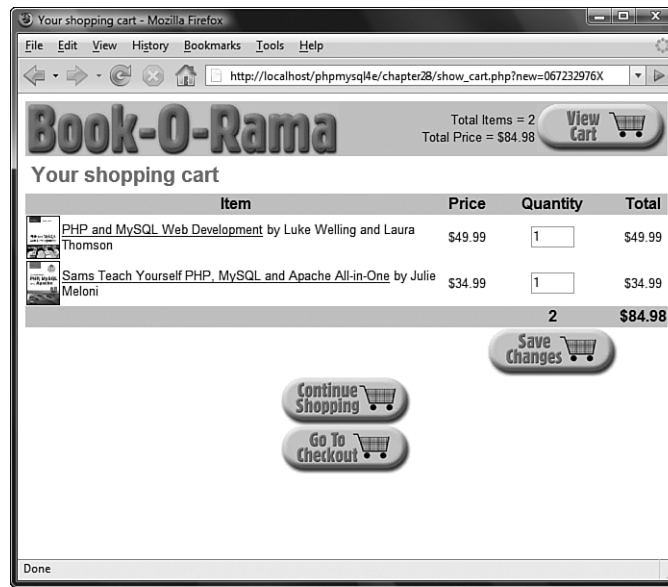 Your shopping cart - Mozilla Firefox
File Edit View History Bookmarks Tools Help
http://localhost/phpmysql4e/chapter28/show_cart.php?new=067232976X
Book-O-Rama
Total Items = 2
Total Price = $84.98
View
Cart
Your shopping cart
Item Price Quantity Total
PHP and MySQL Web Development by Luke Welling and Laura
Thomson
$49.99 1 $49.99
Sams Teach Yourself PHP, MySQL and Apache All-in-One by Julie
Meloni
$34.99 1 $34.99
2 $84.98
Save
Changes
Continue
Shopping
Go To
Checkout
Done